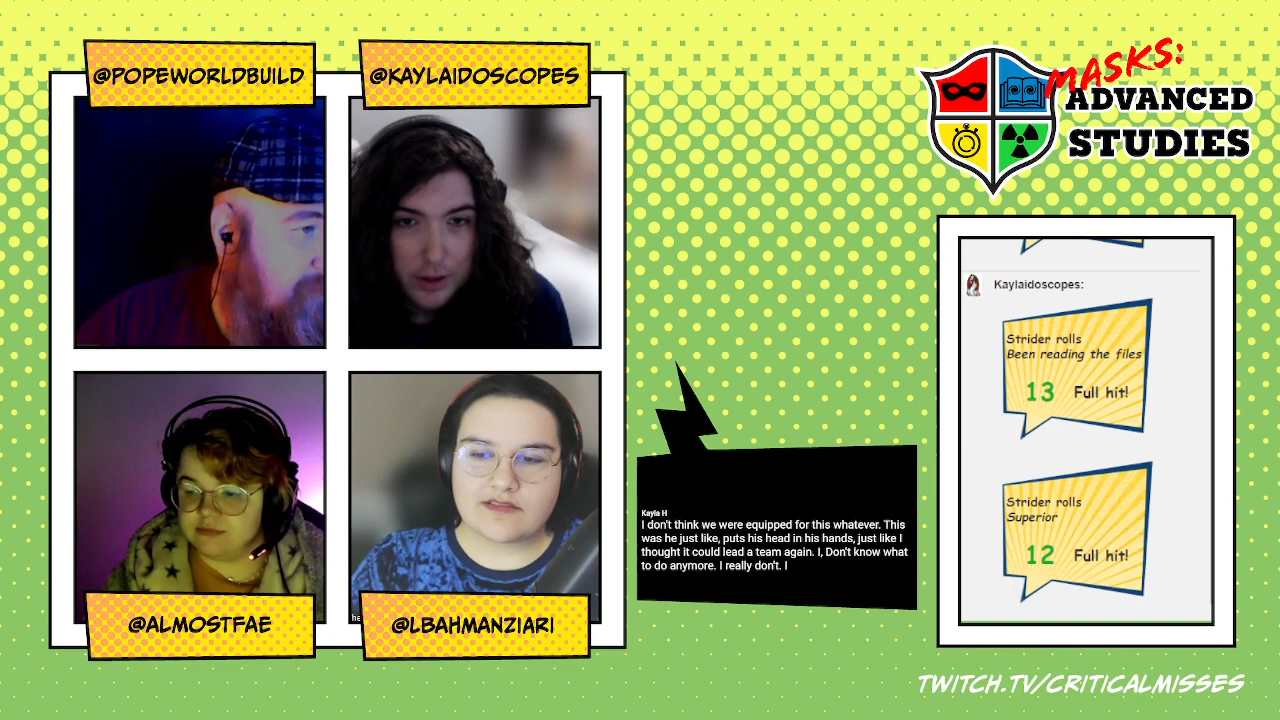 @POPEWORLDBUILD
@KAYLAIDOSCOPES
MASKS:
ADVANCED
STUDIES
Kaylaidoscopes:
Strider rolls
Been reading the files
13 Full hit!
Strider rolls
Superior
12 Full hit!
Kayla H
I don't think we were equipped for this whatever. This
was he just like, puts his head in his hands, just like I
thought it could lead a team again. I, Don't know what
to do anymore. I really don't. I
he
@ALMOSTFAE
@LBAHMANZIARI
TWITCH.TV/CRITICALMISSES